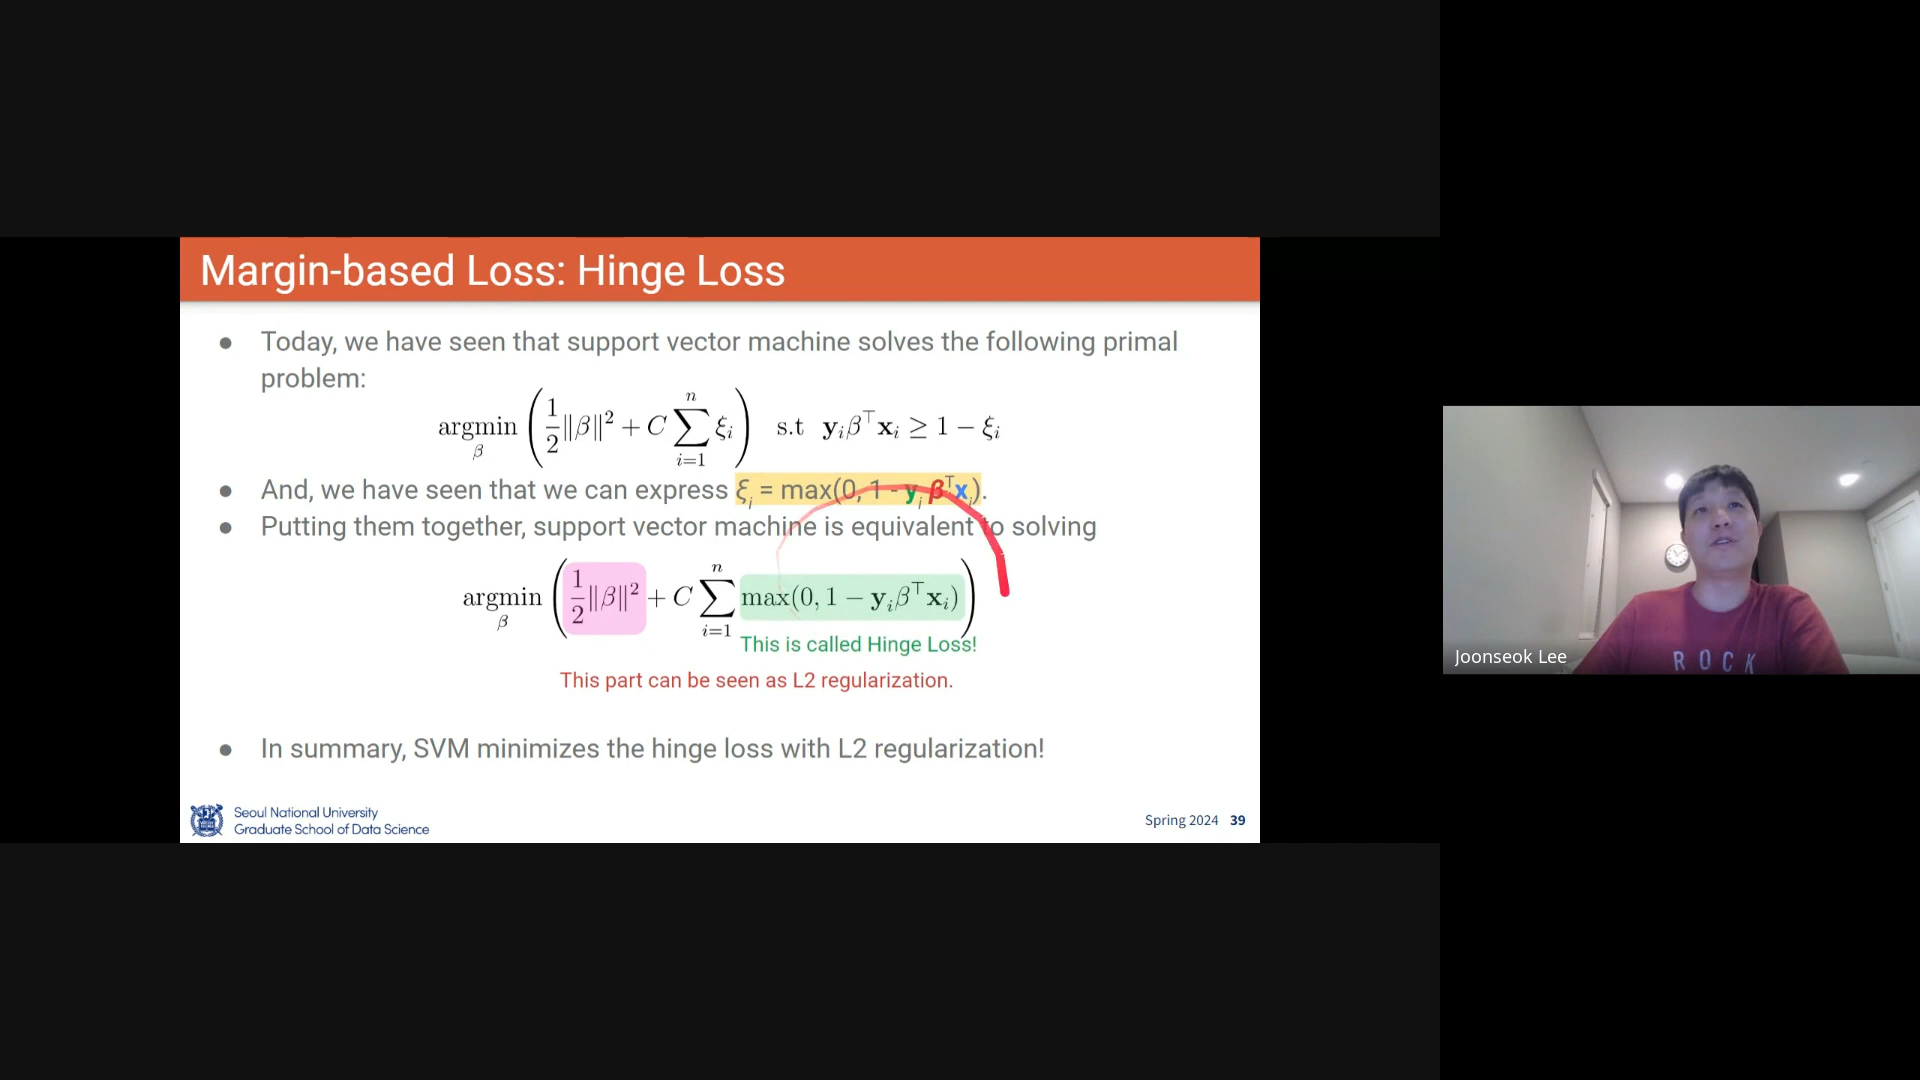 Margin-based Loss: Hinge Loss
● Today, we have seen that support vector machine solves the following primal
problem:
argmin_β ( 1/2 ||β||² + C ∑_{i=1}^{n} ξ_i ) s.t y_iβ^⊤x_i ≥ 1 − ξ_i
● And, we have seen that we can express ξ_i = max(0, 1 - y_i β^⊤x_i).
● Putting them together, support vector machine is equivalent to solving
argmin_β ( 1/2 ||β||² + C ∑_{i=1}^{n} max(0, 1 − y_iβ^⊤x_i) )
This is called Hinge Loss!
This part can be seen as L2 regularization.
● In summary, SVM minimizes the hinge loss with L2 regularization!
Seoul National University
Graduate School of Data Science
Spring 2024 39
Joonseok Lee
ROCK